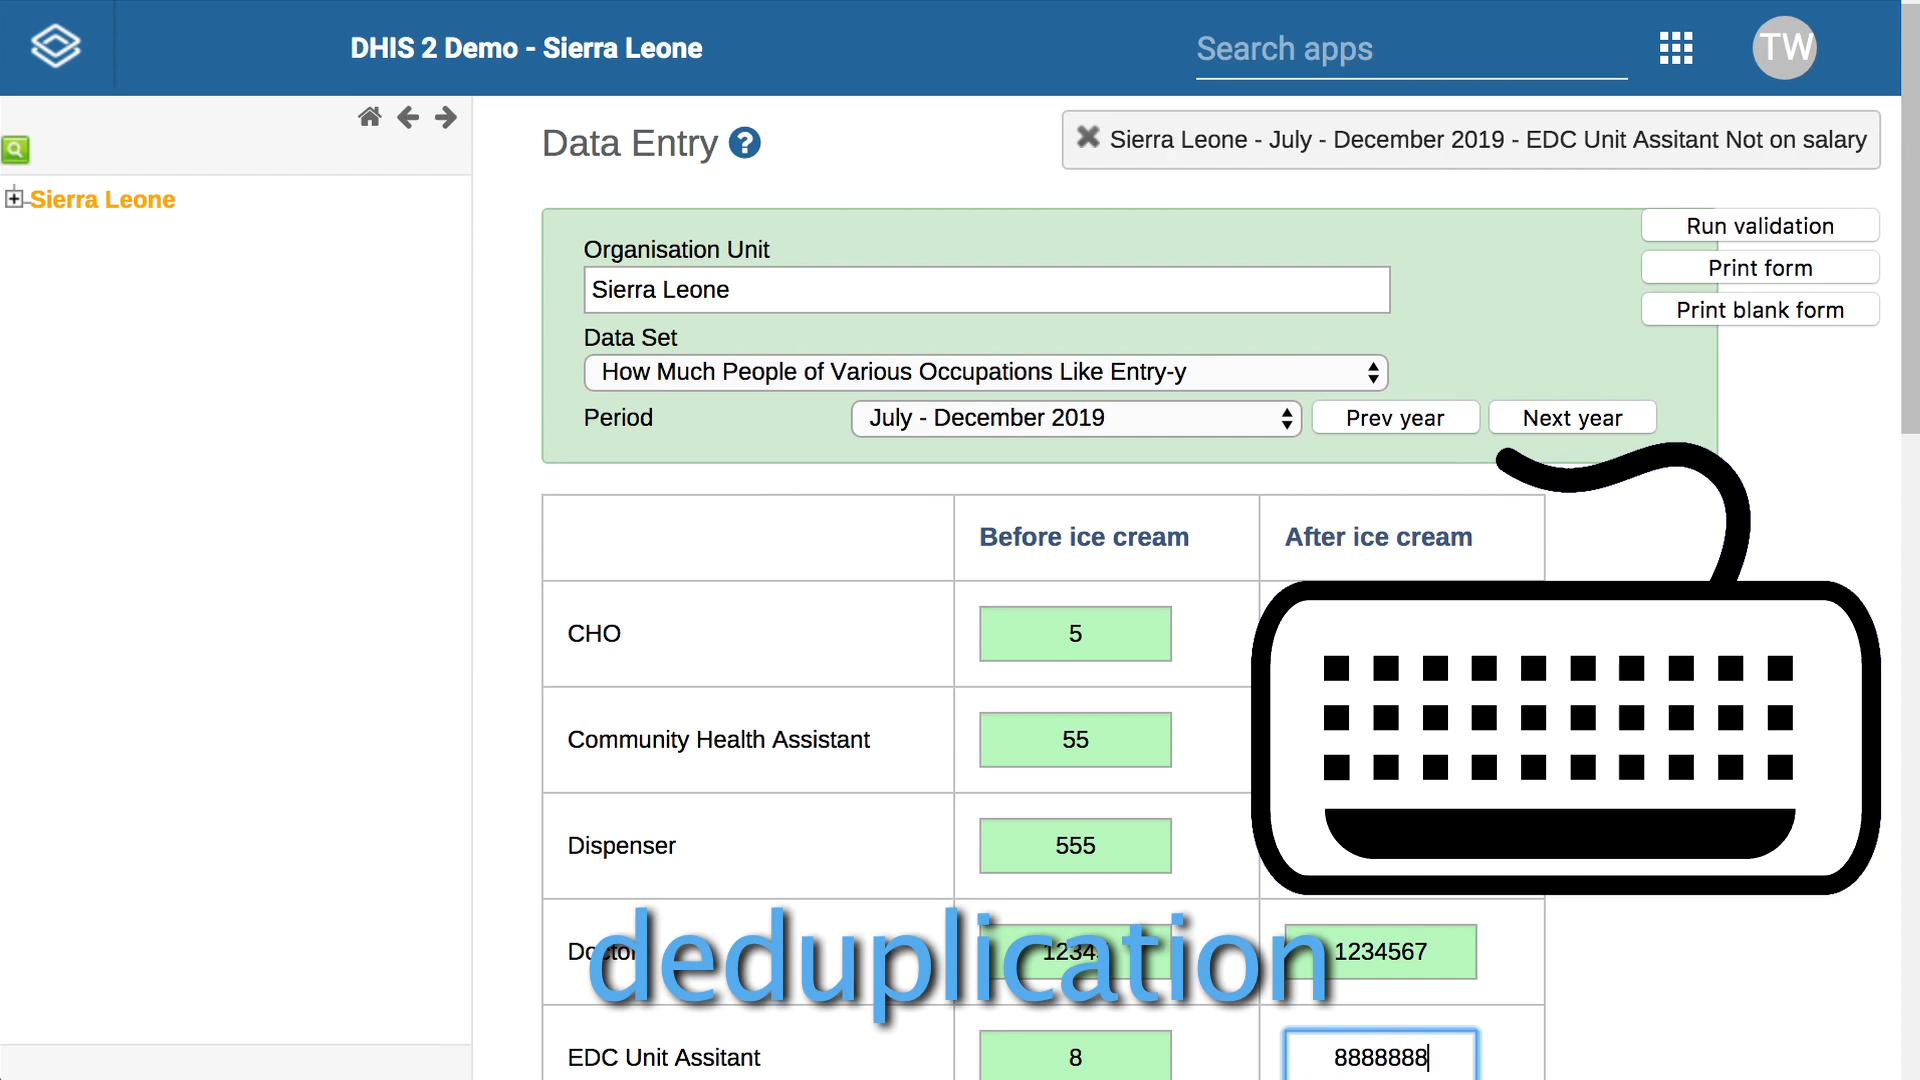 DHIS 2 Demo - Sierra Leone
Search apps
TW
Sierra Leone
Data Entry ?
Sierra Leone - July - December 2019 - EDC Unit Assitant Not on salary
Organisation Unit
Sierra Leone
Data Set
How Much People of Various Occupations Like Entry-y
Period
July - December 2019
Prev year
Next year
Run validation
Print form
Print blank form
Before ice cream
After ice cream
CHO
5
Community Health Assistant
55
Dispenser
555
Doctor
1234567
deduplication
EDC Unit Assitant
8
8888888